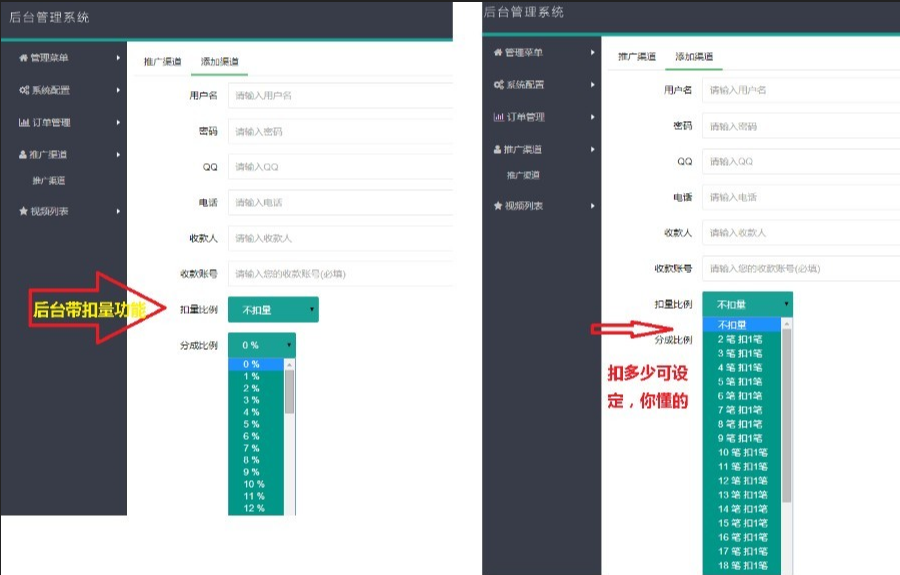 后台管理系统
管理菜单
系统配置
订单管理
推广渠道
推广渠道
视频列表
推广渠道 添加渠道
用户名 请输入用户名
密码 请输入密码
QQ 请输入QQ
电话 请输入电话
收款人 请输入收款人
收款账号 请输入您的收款账号(必填)
后台带扣量功能
扣量比例 不扣量
分成比例 0 %
0 %
1 %
2 %
3 %
4 %
5 %
6 %
7 %
8 %
9 %
10 %
11 %
12 %
后台管理系统
管理菜单
系统配置
订单管理
推广渠道
推广渠道
视频列表
推广渠道 添加渠道
用户名 请输入用户名
密码 请输入密码
QQ 请输入QQ
电话 请输入电话
收款人 请输入收款人
收款账号 请输入您的收款账号(必填)
扣量比例 不扣量
分成比例
不扣量
2 笔 扣1笔
3 笔 扣1笔
4 笔 扣1笔
5 笔 扣1笔
6 笔 扣1笔
7 笔 扣1笔
8 笔 扣1笔
9 笔 扣1笔
10 笔 扣1笔
11 笔 扣1笔
12 笔 扣1笔
13 笔 扣1笔
14 笔 扣1笔
15 笔 扣1笔
16 笔 扣1笔
17 笔 扣1笔
18 笔 扣1笔
扣多少可设
定，你懂的